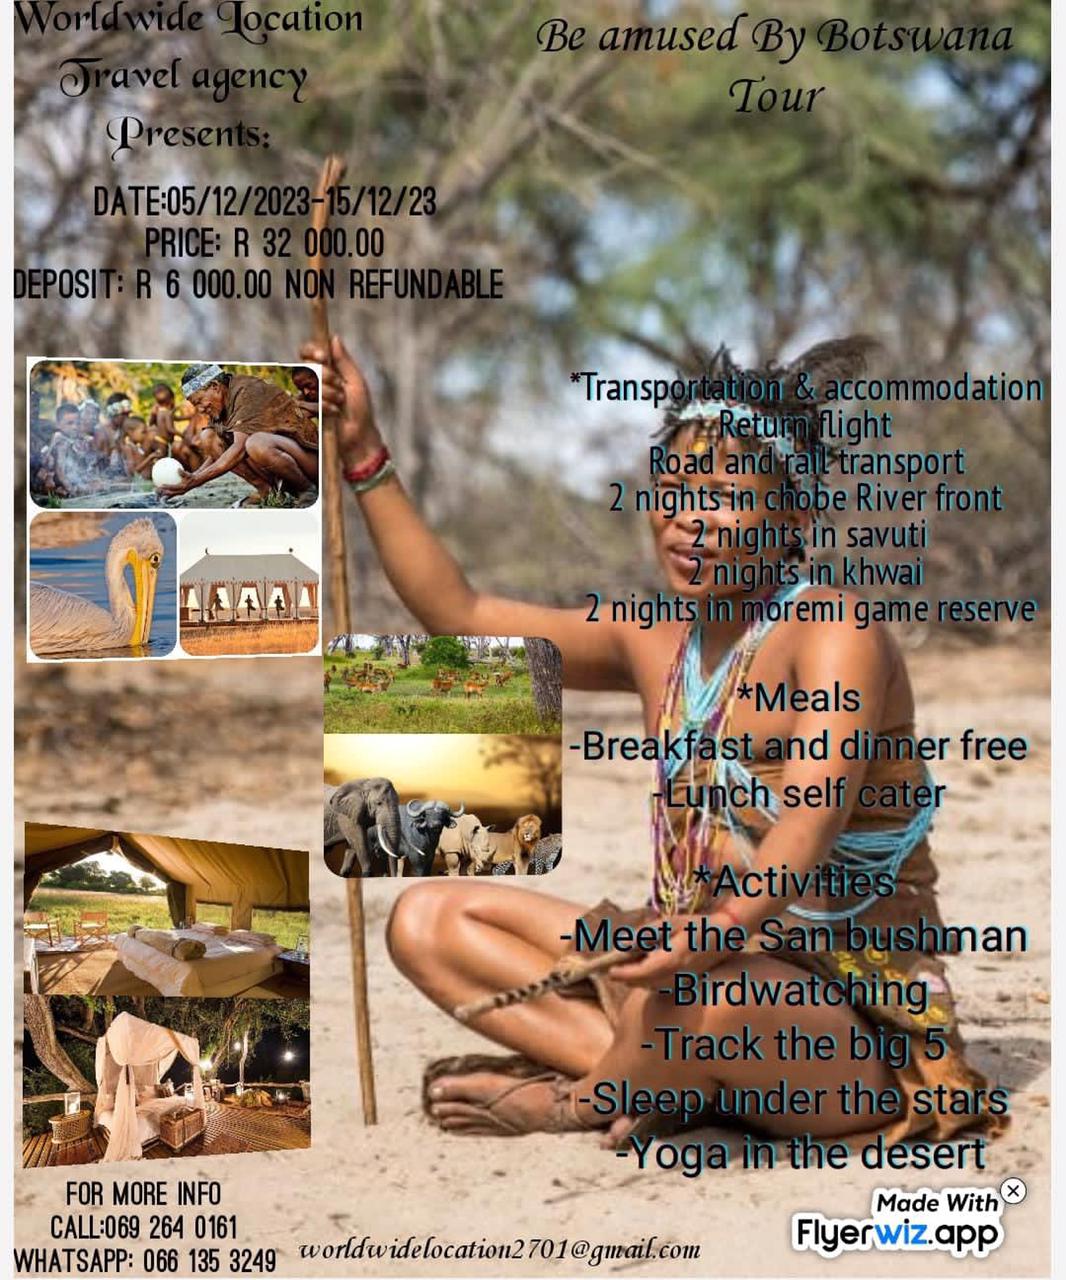 Worldwide Location
Travel agency
Presents:
Be amused By Botswana
Tour
DATE:05/12/2023-15/12/23
PRICE: R 32 000.00
DEPOSIT: R 6 000.00 NON REFUNDABLE
*Transportation & accommodation
Return flight
Road and rail transport
2 nights in chobe River front
2 nights in savuti
2 nights in khwai
2 nights in moremi game reserve
*Meals
-Breakfast and dinner free
-Lunch self cater
*Activities
-Meet the San bushman
-Birdwatching
-Track the big 5
-Sleep under the stars
-Yoga in the desert
FOR MORE INFO
CALL:069 264 0161
WHATSAPP: 066 135 3249
worldwidelocation2701@gmail.com
Made With
Flyerwiz.app